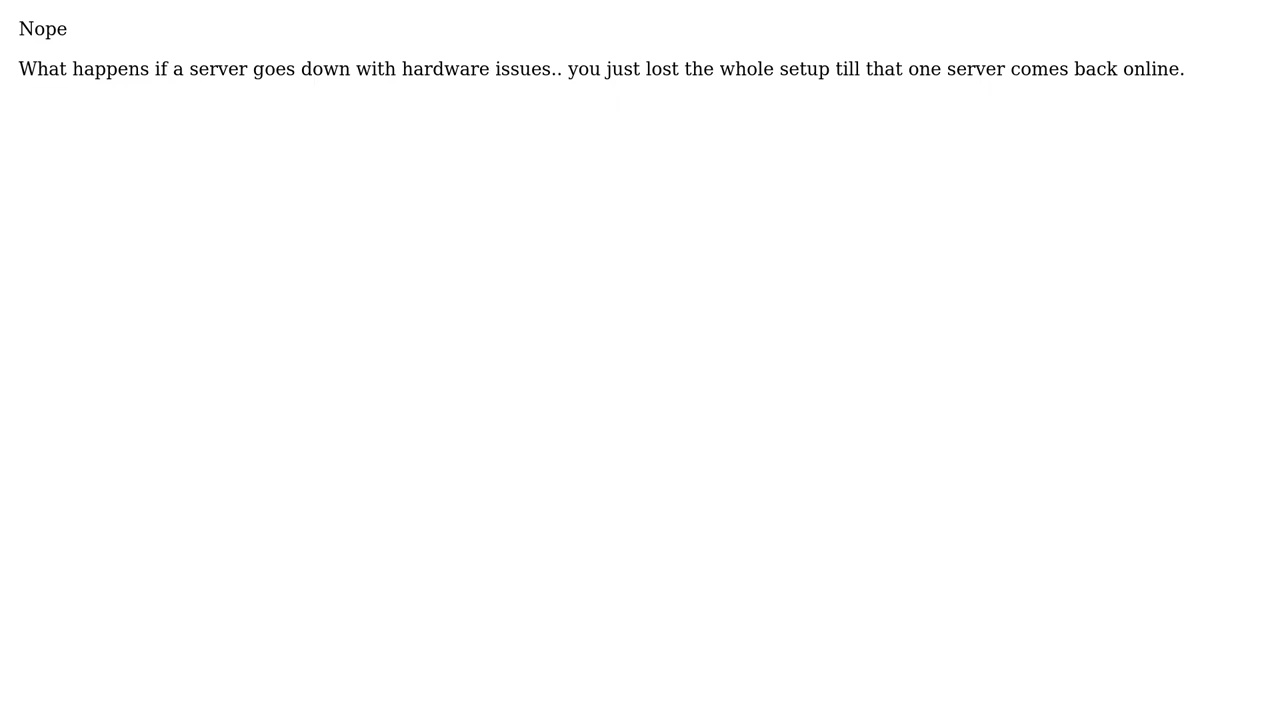 Nope
What happens if a server goes down with hardware issues.. you just lost the whole setup till that one server comes back online.